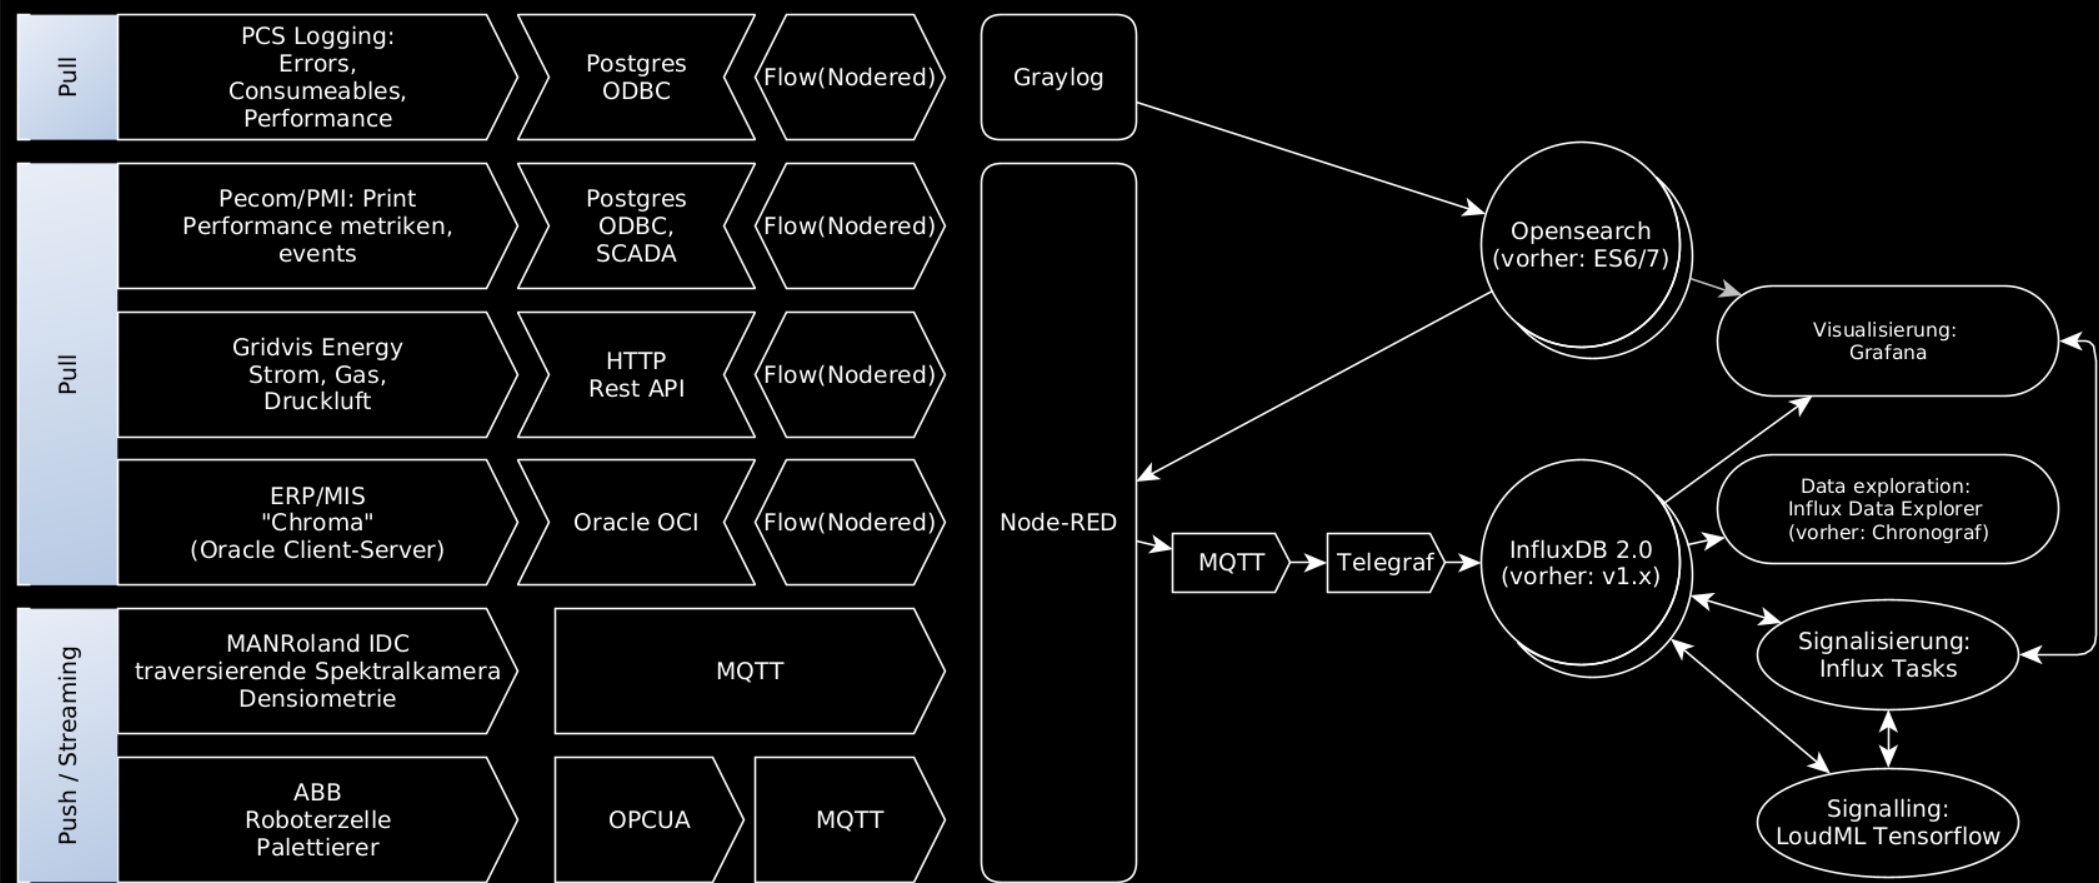 Pull
PCS Logging:
Errors,
Consumeables,
Performance
Postgres
ODBC
Flow(Nodered)
Graylog
Pull
Pecom/PMI: Print
Performance metriken,
events
Postgres
ODBC,
SCADA
Flow(Nodered)
Gridvis Energy
Strom, Gas,
Druckluft
HTTP
Rest API
Flow(Nodered)
ERP/MIS
"Chroma"
(Oracle Client-Server)
Oracle OCI
Flow(Nodered)
Push / Streaming
MANRoland IDC
traversierende Spektralkamera
Densiometrie
MQTT
ABB
Roboterzelle
Palettierer
OPCUA
MQTT
Node-RED
MQTT
Telegraf
Opensearch
(vorher: ES6/7)
InfluxDB 2.0
(vorher: v1.x)
Visualisierung:
Grafana
Data exploration:
Influx Data Explorer
(vorher: Chronograf)
Signalisierung:
Influx Tasks
Signalling:
LoudML Tensorflow